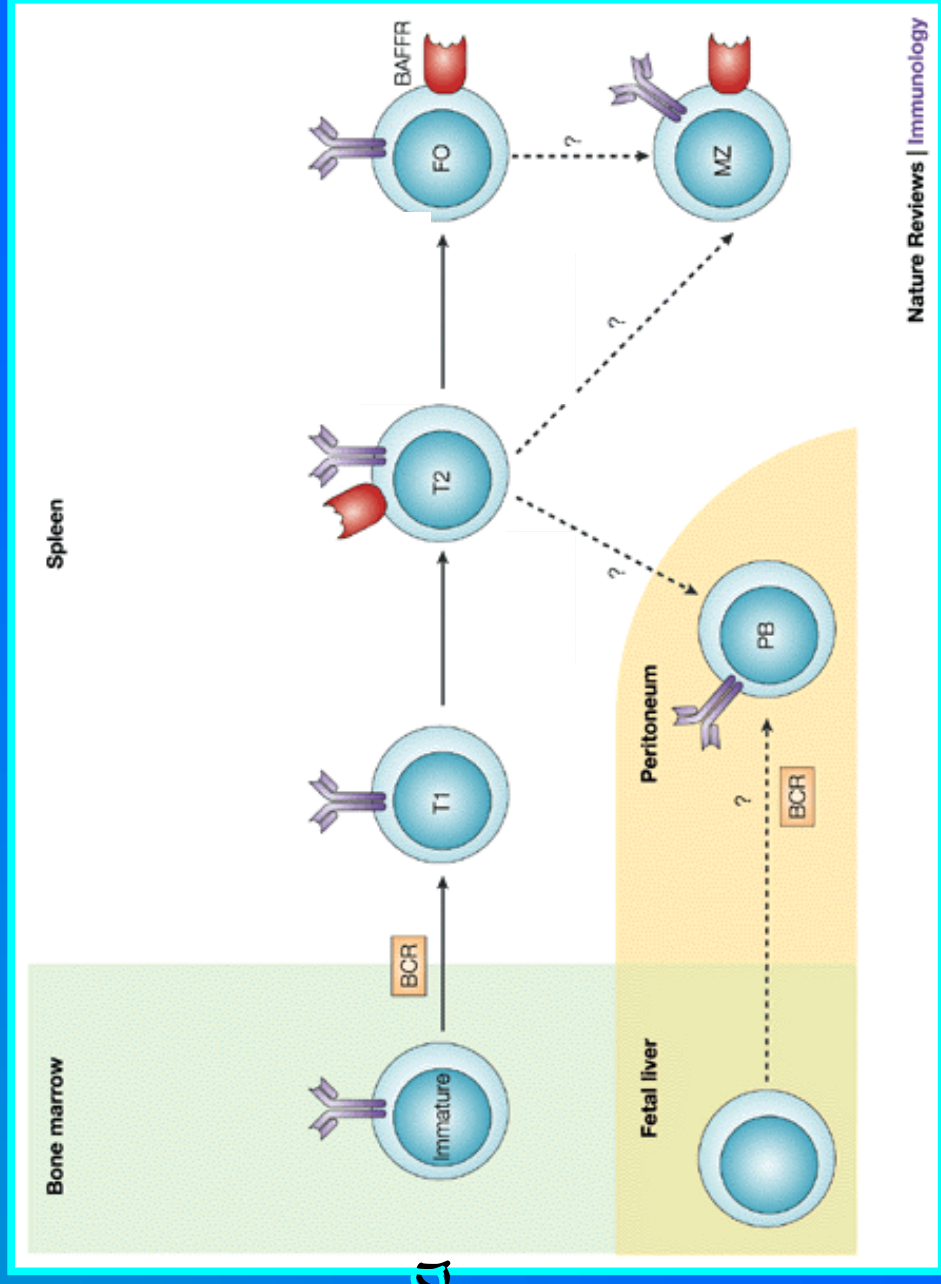 Bone marrow
Spleen
BAFFR
BCR
Immature
T1
T2
FO
?
?
?
Fetal liver
Peritoneum
?
BCR
PB
MZ
Nature Reviews | Immunology